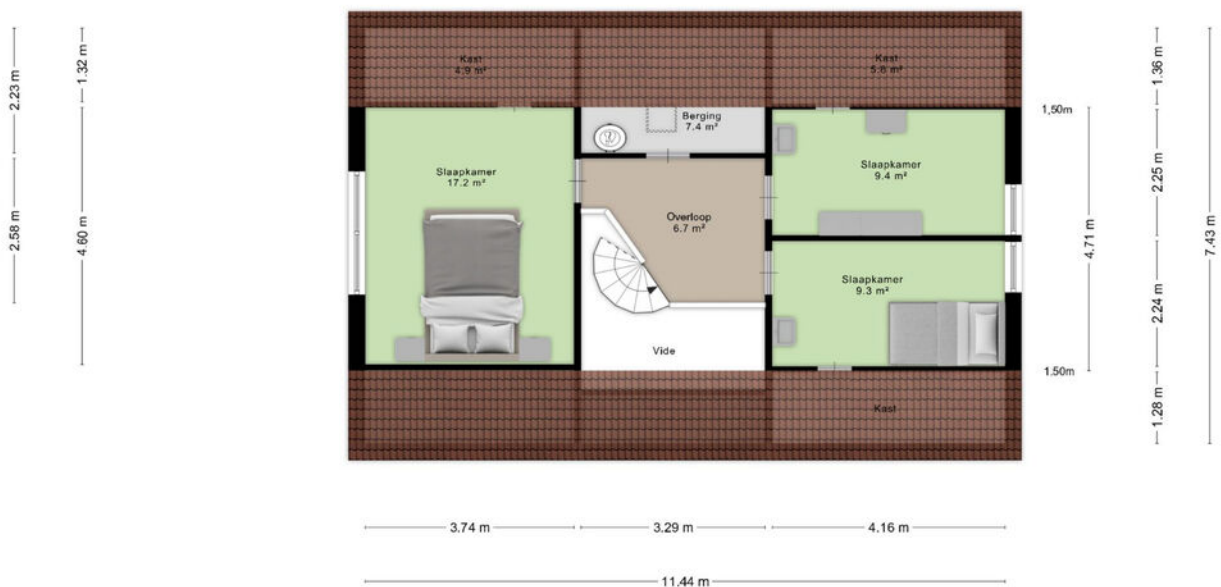 Kast
4.9 m²
Kast
5.6 m²
Berging
7.4 m²
Slaapkamer
17.2 m²
Slaapkamer
9.4 m²
Overloop
6.7 m²
Slaapkamer
9.3 m²
Vide
Kast
1,50m
1,50m
2.23 m
2.58 m
1.32 m
4.60 m
4.71 m
1.36 m
2.25 m
2.24 m
1.28 m
7.43 m
3.74 m
3.29 m
4.16 m
11.44 m